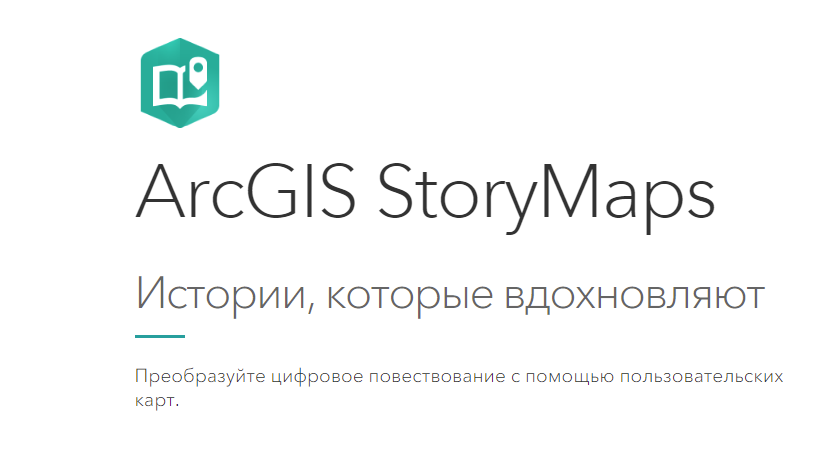 ArcGIS StoryMaps
Истории, которые вдохновляют
Преобразуйте цифровое повествование с помощью пользовательских
карт.